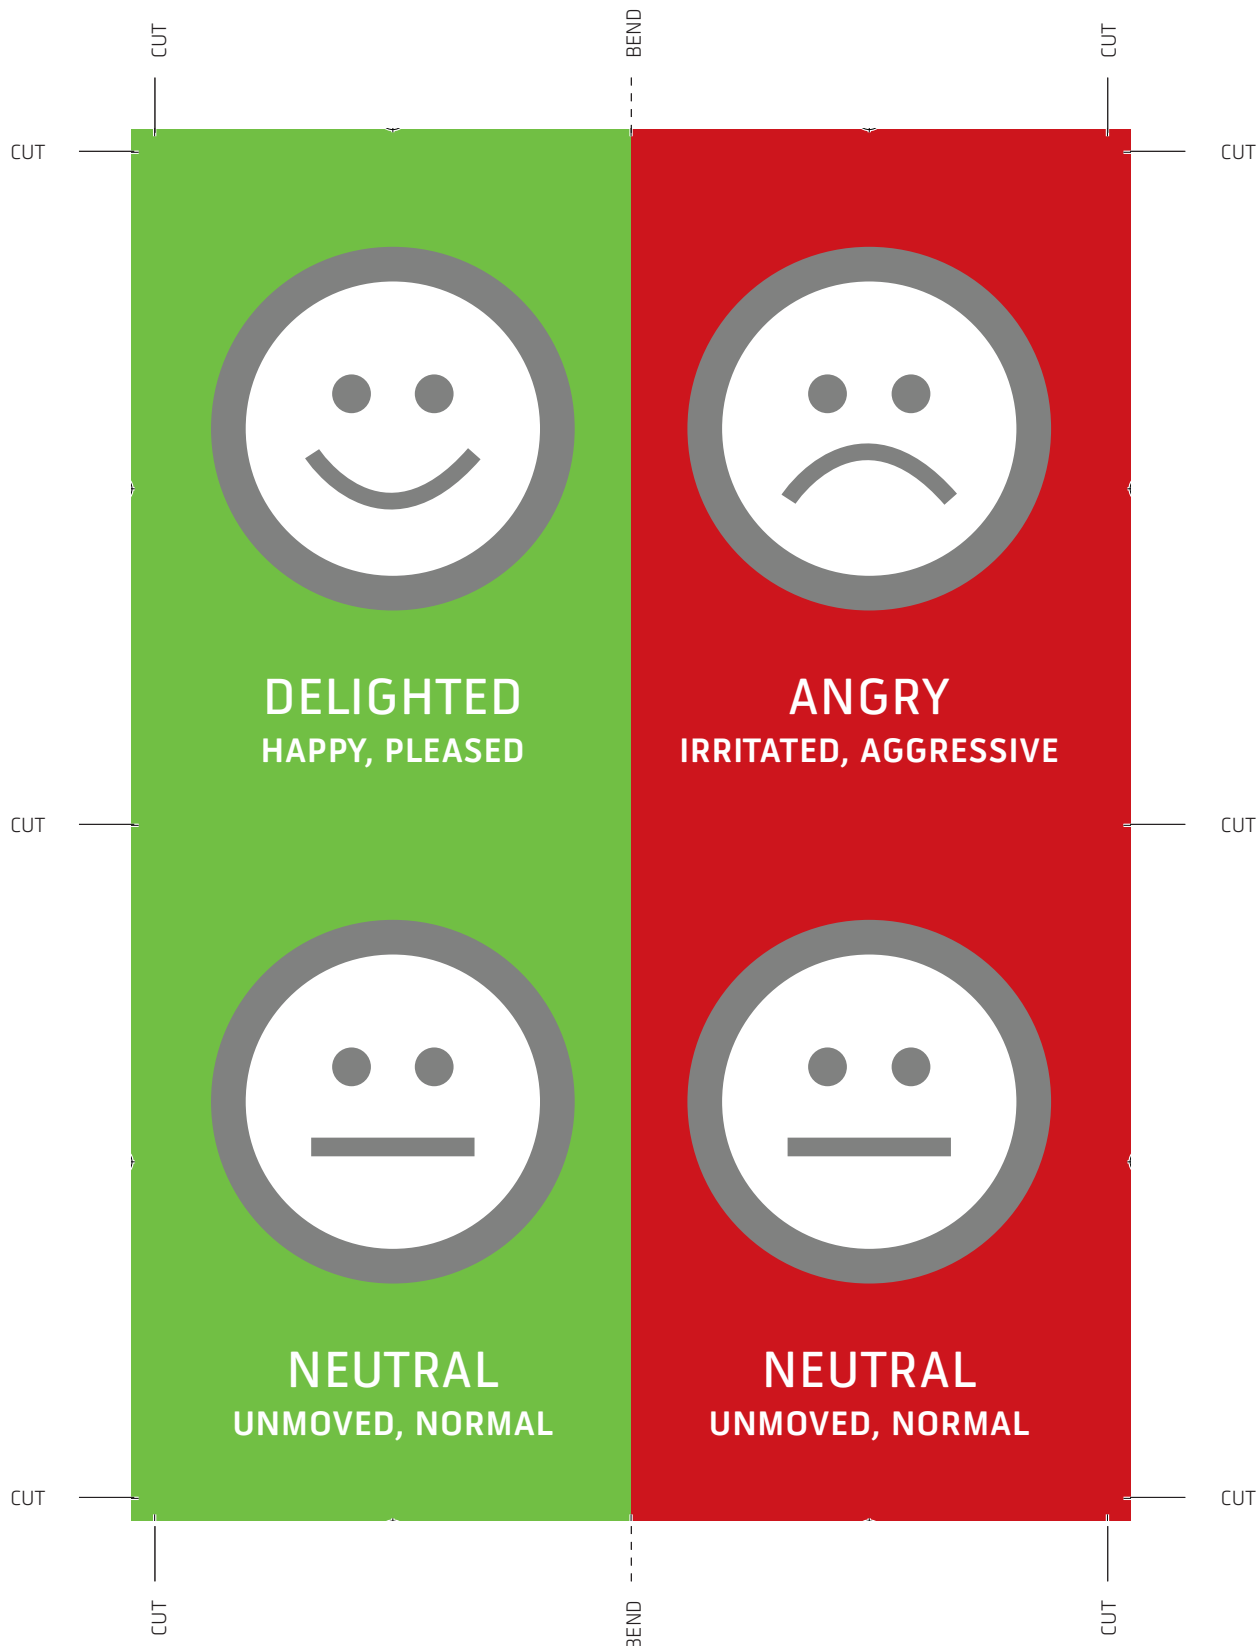 CUT
BEND
CUT
CUT
CUT
DELIGHTED
HAPPY, PLEASED
ANGRY
IRRITATED, AGGRESSIVE
CUT
CUT
NEUTRAL
UNMOVED, NORMAL
NEUTRAL
UNMOVED, NORMAL
CUT
CUT
CUT
BEND
CUT